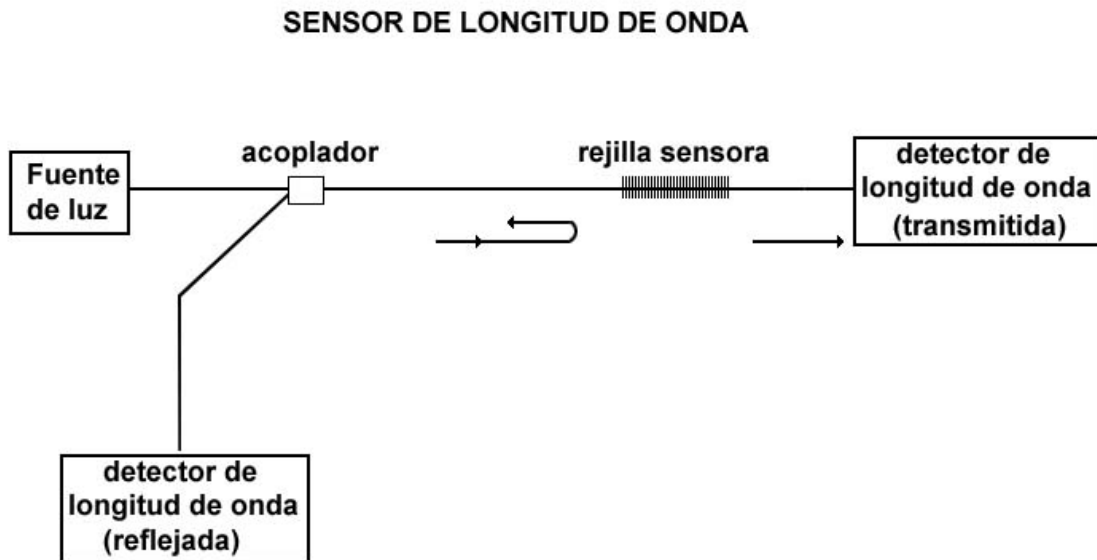 SENSOR DE LONGITUD DE ONDA
Fuente
de luz
acoplador
rejilla sensora
detector de
longitud de onda
(transmitida)
detector de
longitud de onda
(reflejada)